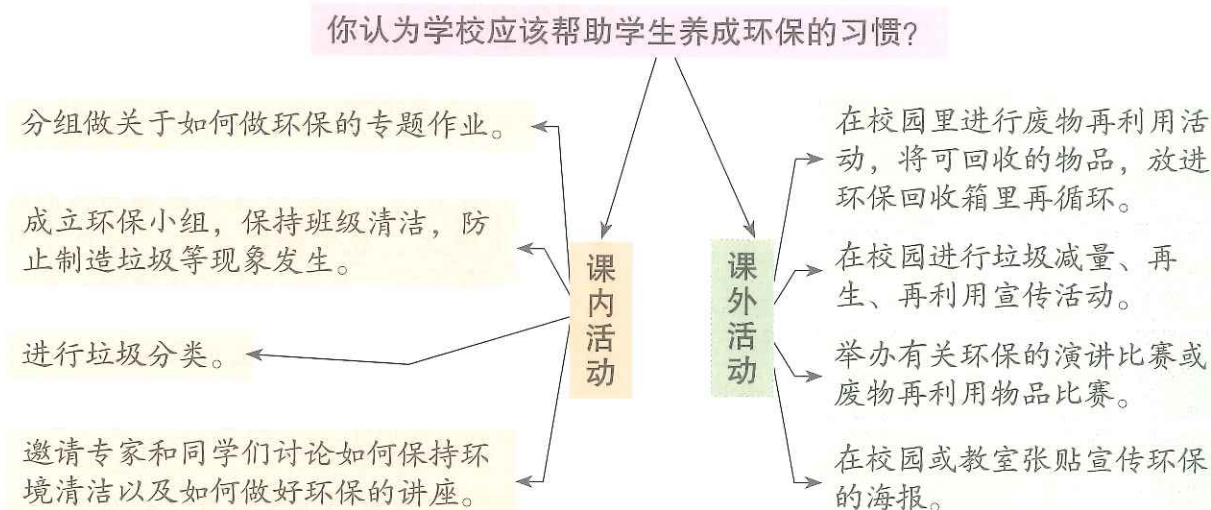 你认为学校应该帮助学生养成环保的习惯?
分组做关于如何做环保的专题作业。
成立环保小组，保持班级清洁，防
止制造垃圾等现象发生。
进行垃圾分类。
邀请专家和同学们讨论如何保持环
境清洁以及如何做好环保的讲座。
课内活动
课外活动
在校园里进行废物再利用活
动，将可回收的物品，放进
环保回收箱里再循环。
在校园进行垃圾减量、再
生、再利用宣传活动。
举办有关环保的演讲比赛或
废物再利用物品比赛。
在校园或教室张贴宣传环保
的海报。